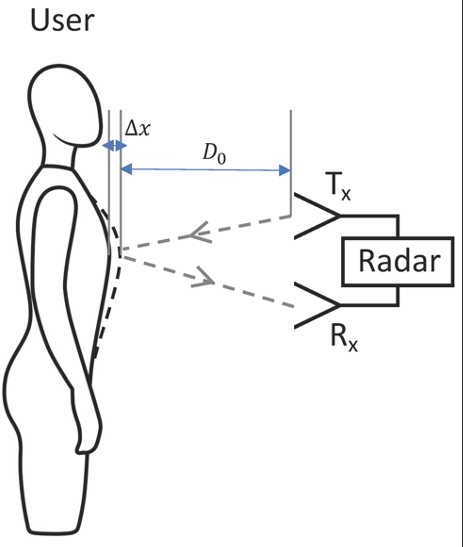 User
Δx
D₀
Tₓ
Radar
Rₓ